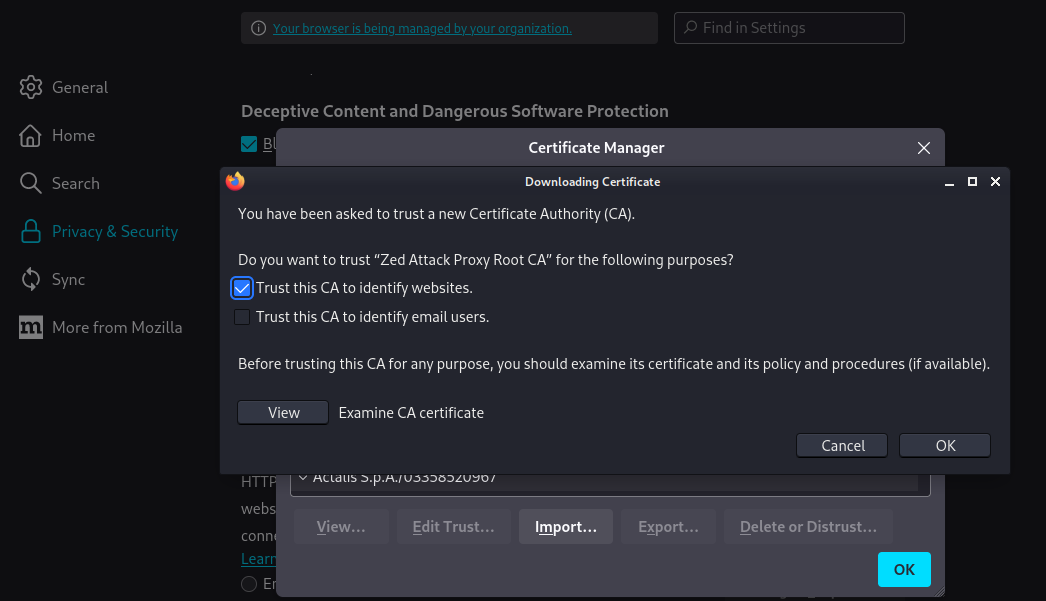 Your browser is being managed by your organization.
Find in Settings
General
Home
Search
Privacy & Security
Sync
More from Mozilla
Deceptive Content and Dangerous Software Protection
Certificate Manager
Downloading Certificate
You have been asked to trust a new Certificate Authority (CA).
Do you want to trust “Zed Attack Proxy Root CA” for the following purposes?
Trust this CA to identify websites.
Trust this CA to identify email users.
Before trusting this CA for any purpose, you should examine its certificate and its policy and procedures (if available).
View
Examine CA certificate
Cancel
OK
HTTP
webs
conne
Learn
Actalis S.p.A./03358520967
View...
Edit Trust...
Import...
Export...
Delete or Distrust...
OK